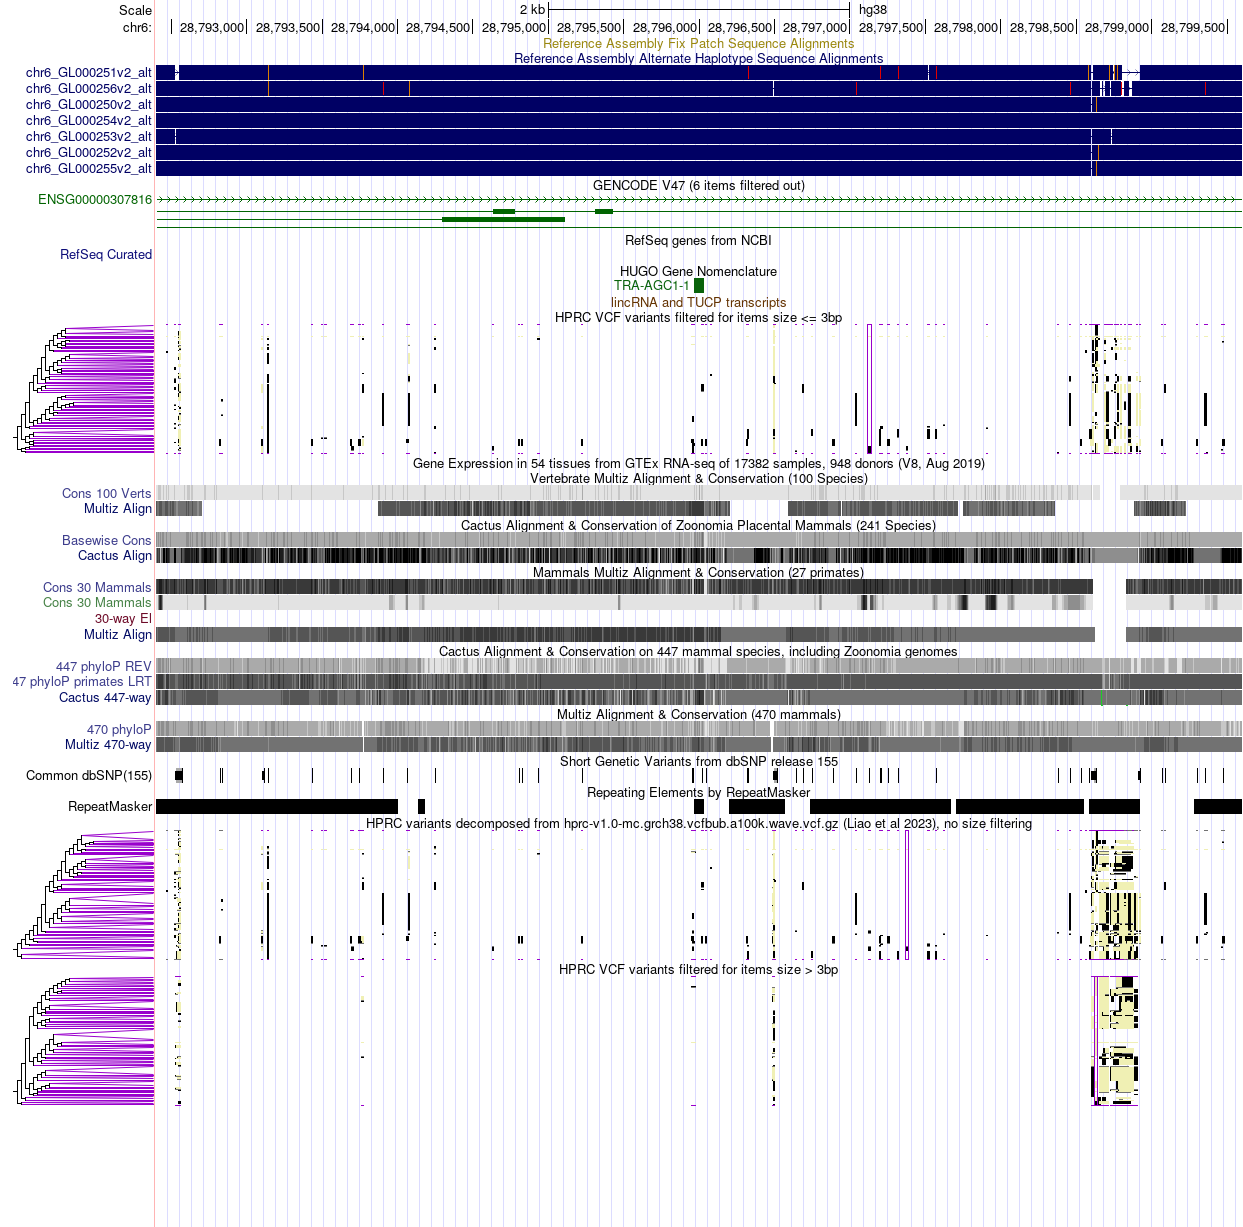 Scale 2 kb hg38
chr6: 28,793,000 28,793,500 28,794,000 28,794,500 28,795,000 28,795,500 28,796,000 28,796,500 28,797,000 28,797,500 28,798,000 28,798,500 28,799,000 28,799,500
Reference Assembly Fix Patch Sequence Alignments
Reference Assembly Alternate Haplotype Sequence Alignments
chr6_GL000251v2_alt
chr6_GL000256v2_alt
chr6_GL000250v2_alt
chr6_GL000254v2_alt
chr6_GL000253v2_alt
chr6_GL000252v2_alt
chr6_GL000255v2_alt
GENCODE V47 (6 items filtered out)
ENSG00000307816
RefSeq genes from NCBI
RefSeq Curated
HUGO Gene Nomenclature
TRA-AGC1-1
lincRNA and TUCP transcripts
HPRC VCF variants filtered for items size <= 3bp
Gene Expression in 54 tissues from GTEx RNA-seq of 17382 samples, 948 donors (V8, Aug 2019)
Vertebrate Multiz Alignment & Conservation (100 Species)
Cons 100 Verts
Multiz Align
Cactus Alignment & Conservation of Zoonomia Placental Mammals (241 Species)
Basewise Cons
Cactus Align
Mammals Multiz Alignment & Conservation (27 primates)
Cons 30 Mammals
Cons 30 Mammals
30-way El
Multiz Align
Cactus Alignment & Conservation on 447 mammal species, including Zoonomia genomes
447 phyloP REV
47 phyloP primates LRT
Cactus 447-way
Multiz Alignment & Conservation (470 mammals)
470 phyloP
Multiz 470-way
Short Genetic Variants from dbSNP release 155
Common dbSNP(155)
Repeating Elements by RepeatMasker
RepeatMasker
HPRC variants decomposed from hprc-v1.0-mc.grch38.vcfbub.a100k.wave.vcf.gz (Liao et al 2023), no size filtering
HPRC VCF variants filtered for items size > 3bp